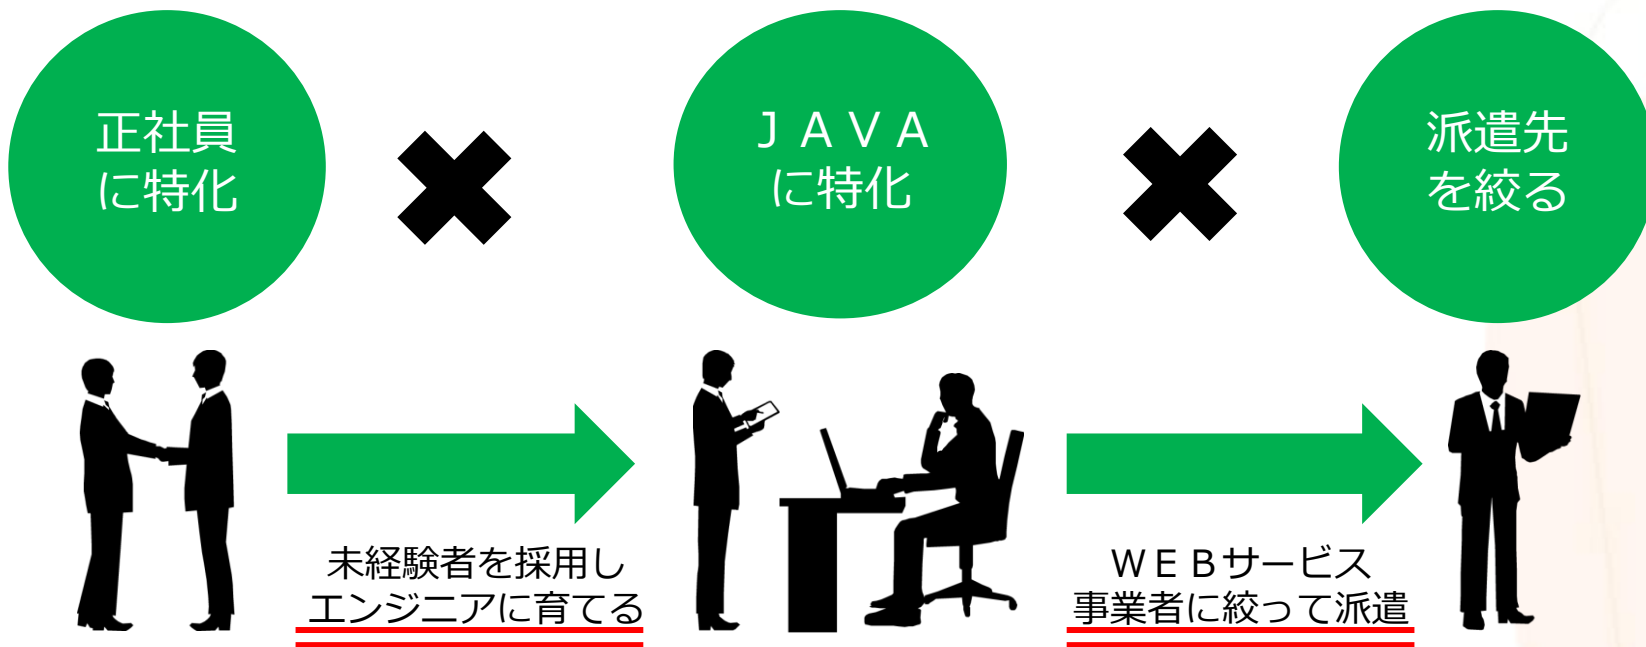 正社員
に特化
ＪＡＶＡ
に特化
派遣先
を絞る
未経験者を採用し
エンジニアに育てる
ＷＥＢサービス
事業者に絞って派遣